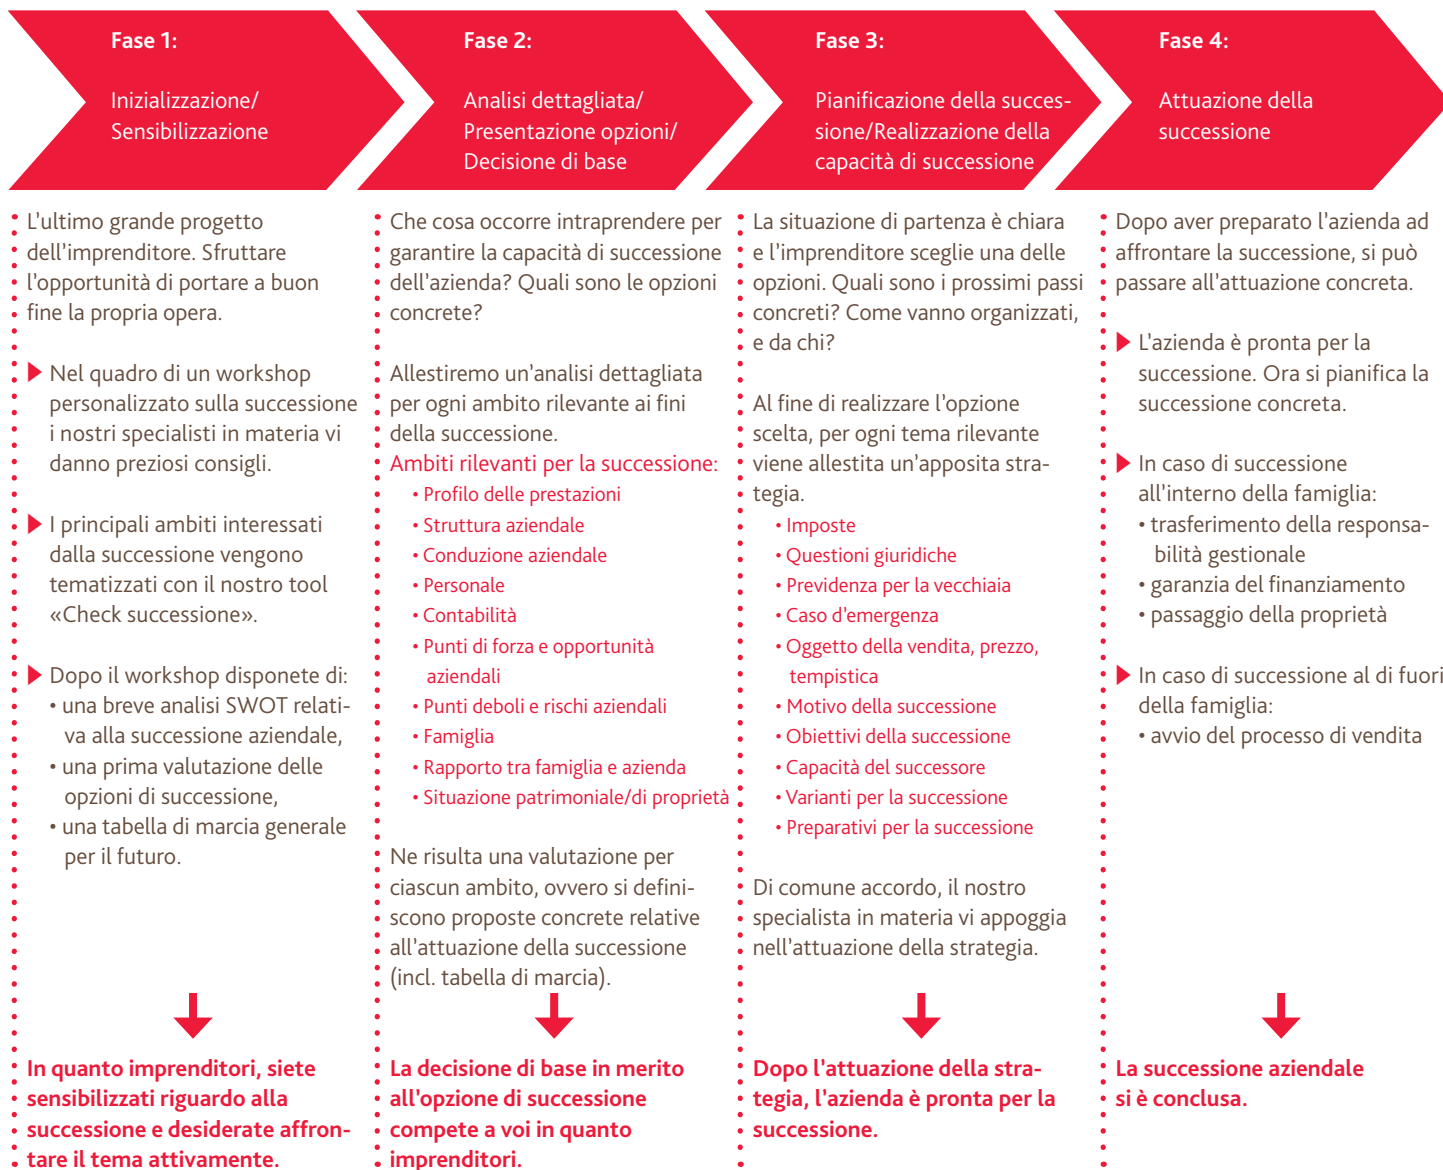 Fase 1:
Inizializzazione/
Sensibilizzazione
Fase 2:
Analisi dettagliata/
Presentazione opzioni/
Decisione di base
Fase 3:
Pianificazione della succes-
sione/Realizzazione della
capacità di successione
Fase 4:
Attuazione della
successione
L'ultimo grande progetto
dell'imprenditore. Sfruttare
l'opportunità di portare a buon
fine la propria opera.
Nel quadro di un workshop
personalizzato sulla successione
i nostri specialisti in materia vi
danno preziosi consigli.
I principali ambiti interessati
dalla successione vengono
tematizzati con il nostro tool
«Check successione».
Dopo il workshop disponete di:
• una breve analisi SWOT relati-
va alla successione aziendale,
• una prima valutazione delle
opzioni di successione,
• una tabella di marcia generale
per il futuro.
In quanto imprenditori, siete
sensibilizzati riguardo alla
successione e desiderate affron-
tare il tema attivamente.
Che cosa occorre intraprendere per
garantire la capacità di successione
dell'azienda? Quali sono le opzioni
concrete?
Allestiremo un'analisi dettagliata
per ogni ambito rilevante ai fini
della successione.
Ambiti rilevanti per la successione:
• Profilo delle prestazioni
• Struttura aziendale
• Conduzione aziendale
• Personale
• Contabilità
• Punti di forza e opportunità
aziendali
• Punti deboli e rischi aziendali
• Famiglia
• Rapporto tra famiglia e azienda
• Situazione patrimoniale/di proprietà
Ne risulta una valutazione per
ciascun ambito, ovvero si defini-
scono proposte concrete relative
all'attuazione della successione
(incl. tabella di marcia).
La decisione di base in merito
all'opzione di successione
compete a voi in quanto
imprenditori.
La situazione di partenza è chiara
e l'imprenditore sceglie una delle
opzioni. Quali sono i prossimi passi
concreti? Come vanno organizzati,
e da chi?
Al fine di realizzare l'opzione
scelta, per ogni tema rilevante
viene allestita un'apposita stra-
tegia.
• Imposte
• Questioni giuridiche
• Previdenza per la vecchiaia
• Caso d'emergenza
• Oggetto della vendita, prezzo,
tempistica
• Motivo della successione
• Obiettivi della successione
• Capacità del successore
• Varianti per la successione
• Preparativi per la successione
Di comune accordo, il nostro
specialista in materia vi appoggia
nell'attuazione della strategia.
Dopo l'attuazione della stra-
tegia, l'azienda è pronta per la
successione.
Dopo aver preparato l'azienda ad
affrontare la successione, si può
passare all'attuazione concreta.
L'azienda è pronta per la
successione. Ora si pianifica la
successione concreta.
In caso di successione
all'interno della famiglia:
• trasferimento della responsa-
bilità gestionale
• garanzia del finanziamento
• passaggio della proprietà
In caso di successione al di fuori
della famiglia:
• avvio del processo di vendita
La successione aziendale
si è conclusa.